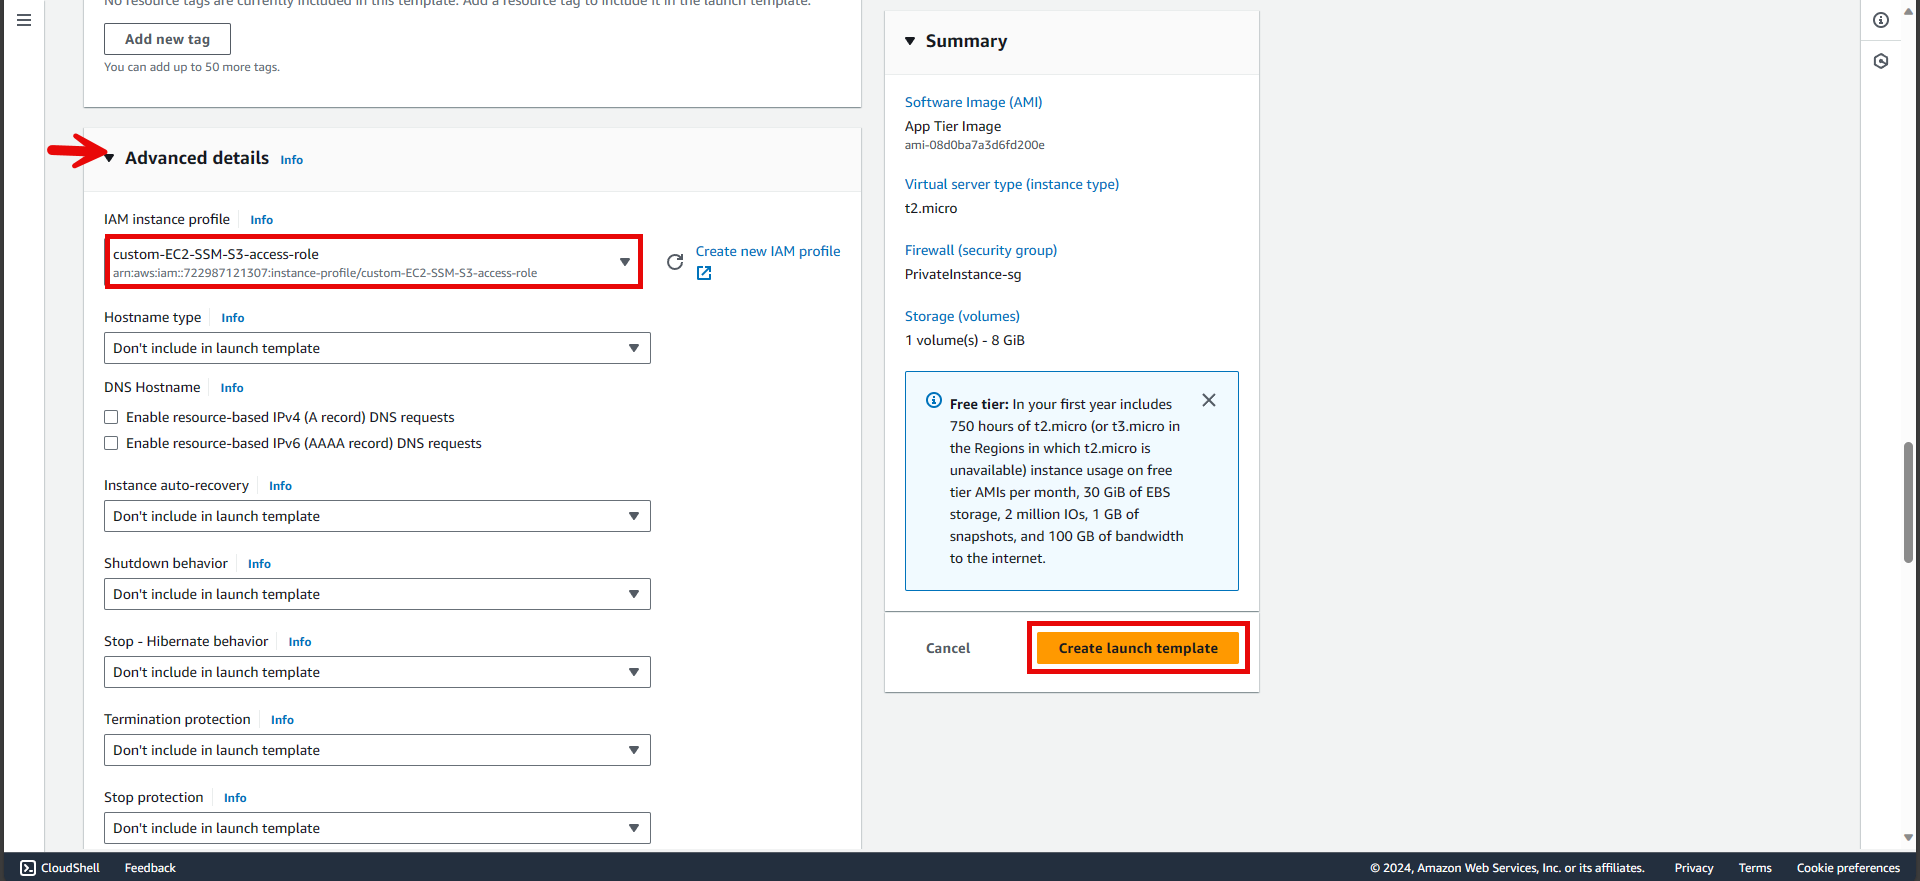 No resource tags are currently included in this template. Add a resource tag to include it in the launch template.
Add new tag
You can add up to 50 more tags.
Advanced details Info
IAM instance profile Info
custom-EC2-SSM-S3-access-role
arn:aws:iam::722987121307:instance-profile/custom-EC2-SSM-S3-access-role
Create new IAM profile
Hostname type Info
Don't include in launch template
DNS Hostname Info
Enable resource-based IPv4 (A record) DNS requests
Enable resource-based IPv6 (AAAA record) DNS requests
Instance auto-recovery Info
Don't include in launch template
Shutdown behavior Info
Don't include in launch template
Stop - Hibernate behavior Info
Don't include in launch template
Termination protection Info
Don't include in launch template
Stop protection Info
Don't include in launch template
Summary
Software Image (AMI)
App Tier Image
ami-08d0ba7a3d6fd200e
Virtual server type (instance type)
t2.micro
Firewall (security group)
PrivateInstance-sg
Storage (volumes)
1 volume(s) - 8 GiB
Free tier: In your first year includes
750 hours of t2.micro (or t3.micro in
the Regions in which t2.micro is
unavailable) instance usage on free
tier AMIs per month, 30 GiB of EBS
storage, 2 million IOs, 1 GB of
snapshots, and 100 GB of bandwidth
to the internet.
Cancel
Create launch template
CloudShell Feedback
© 2024, Amazon Web Services, Inc. or its affiliates. Privacy Terms Cookie preferences